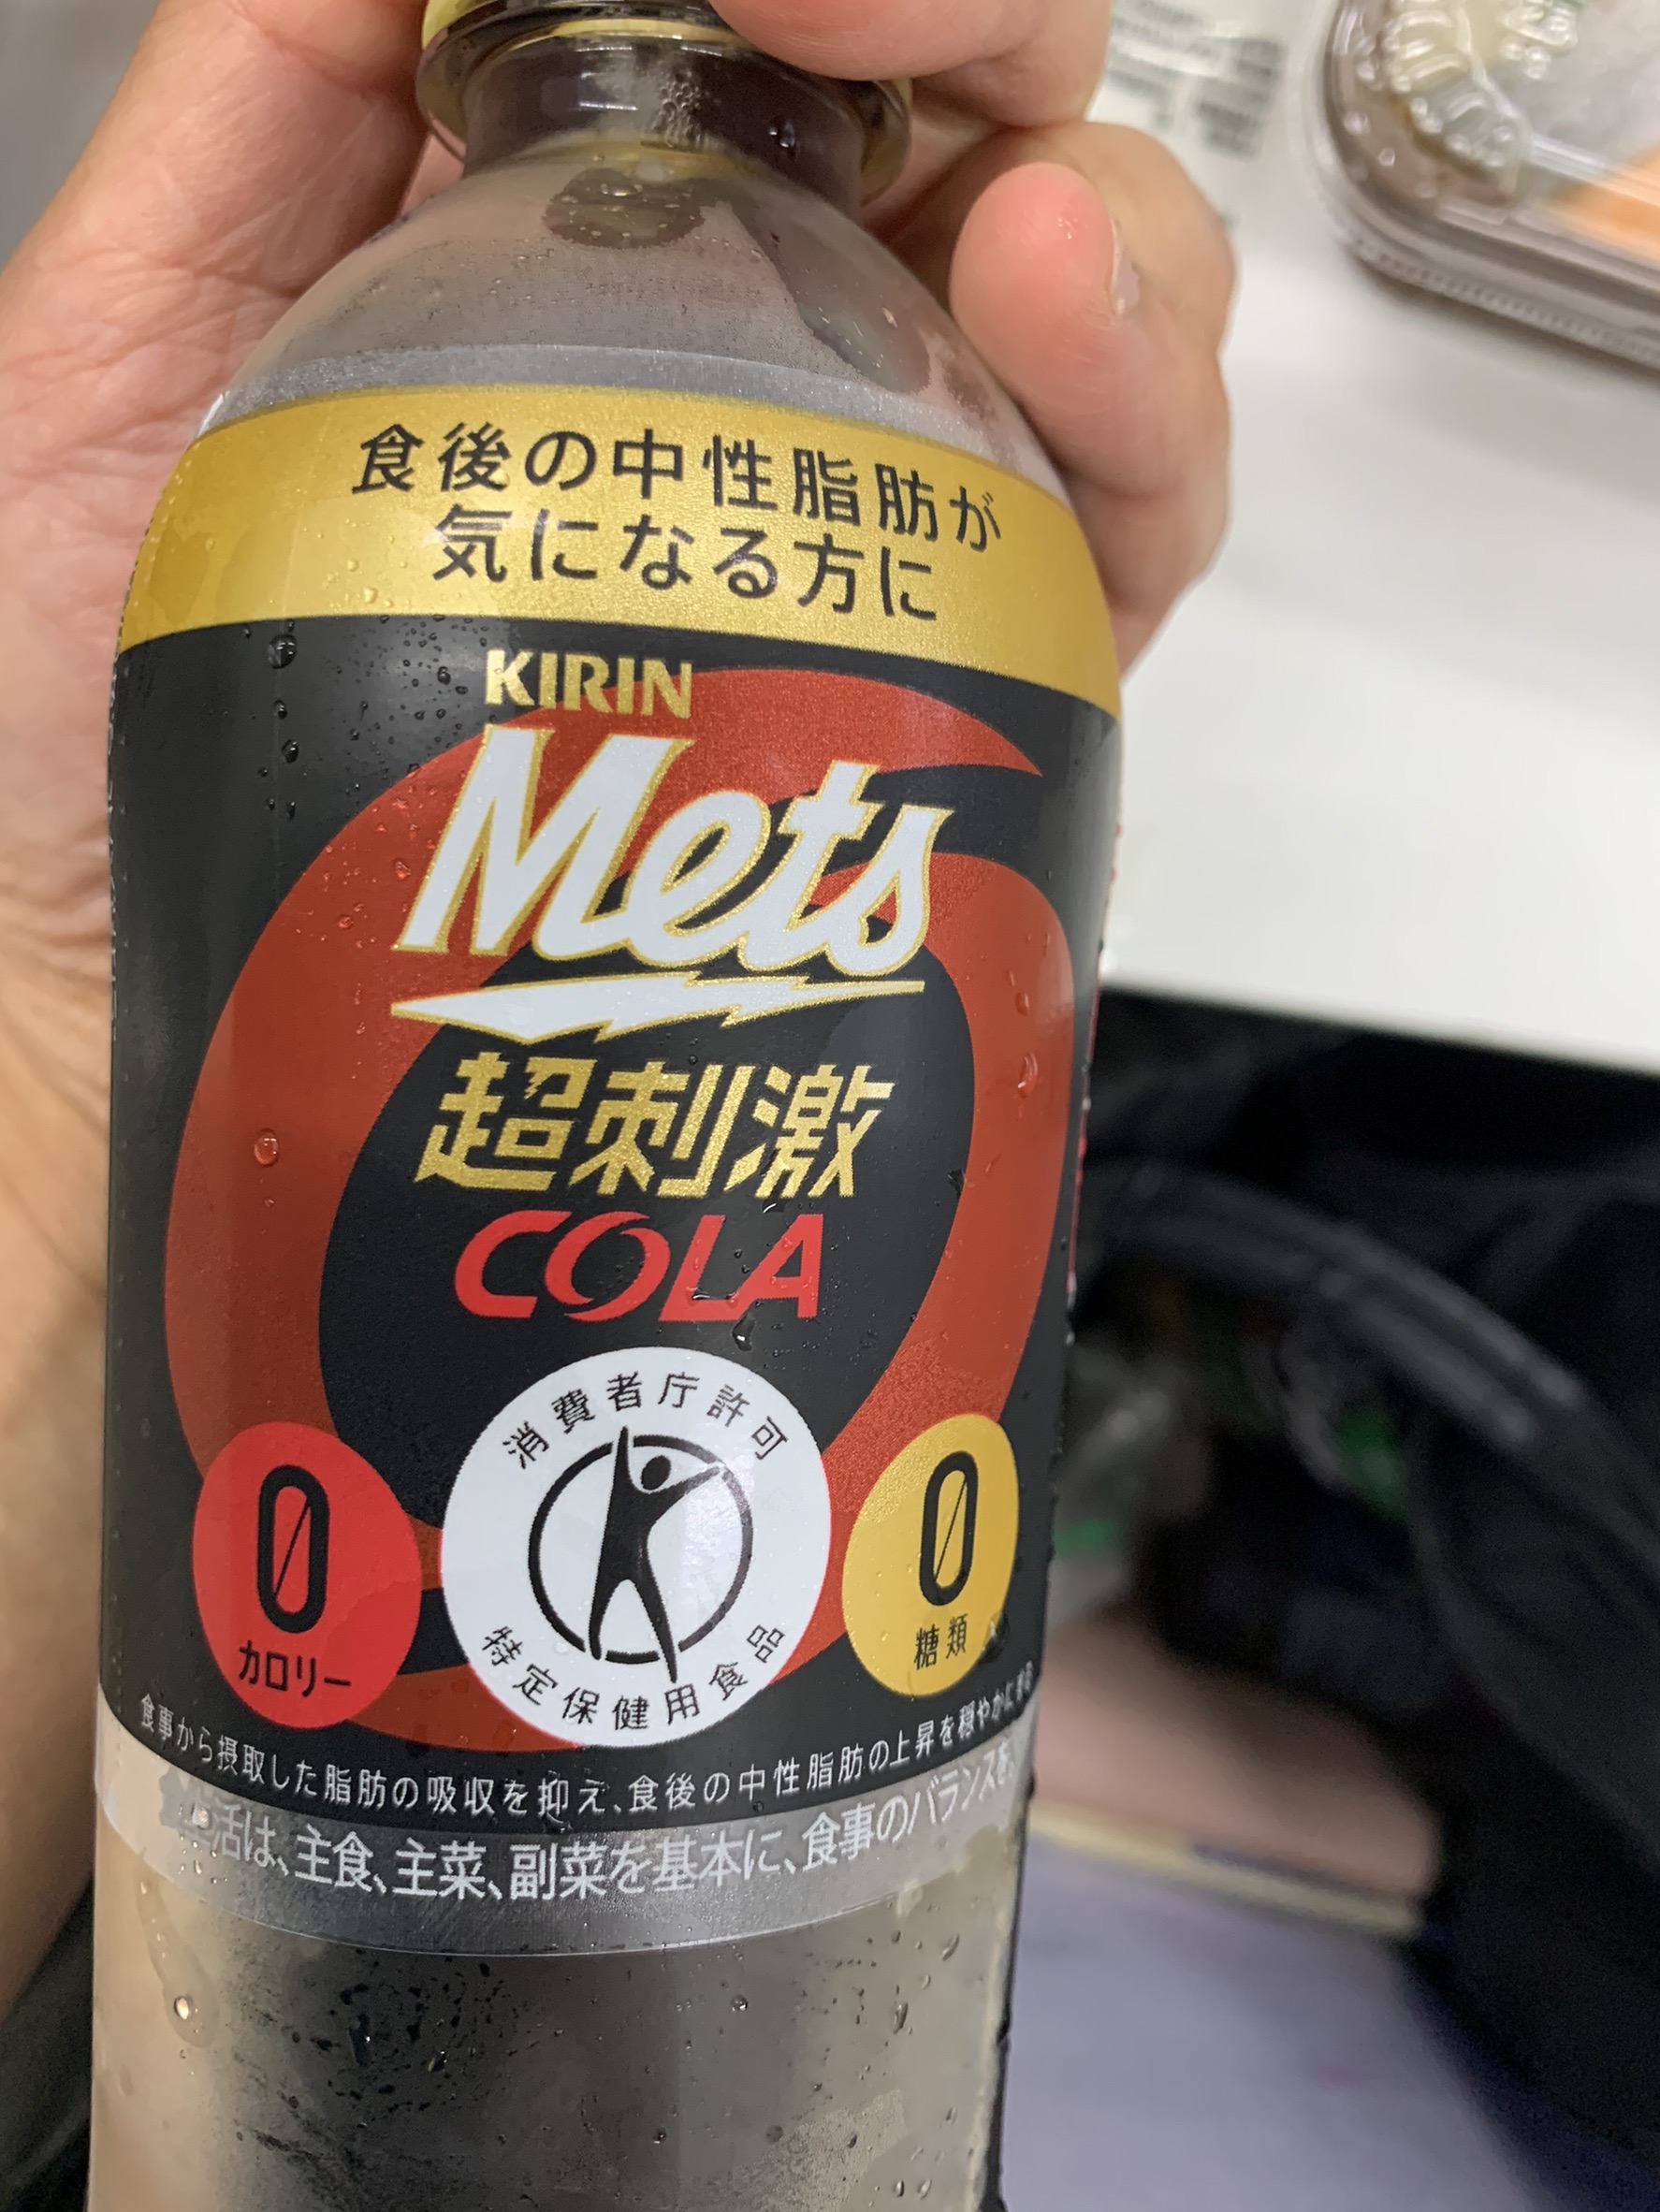 食後の中性脂肪が
気になる方に
KIRIN
Mets
超刺激
COLA
消費者庁許可
特定保健用食品
0
カロリー
0
糖類
食事から摂取した脂肪の吸収を抑え、食後の中性脂肪の上昇を穏やかにする
活は、主食、主菜、副菜を基本に、食事のバランスを。